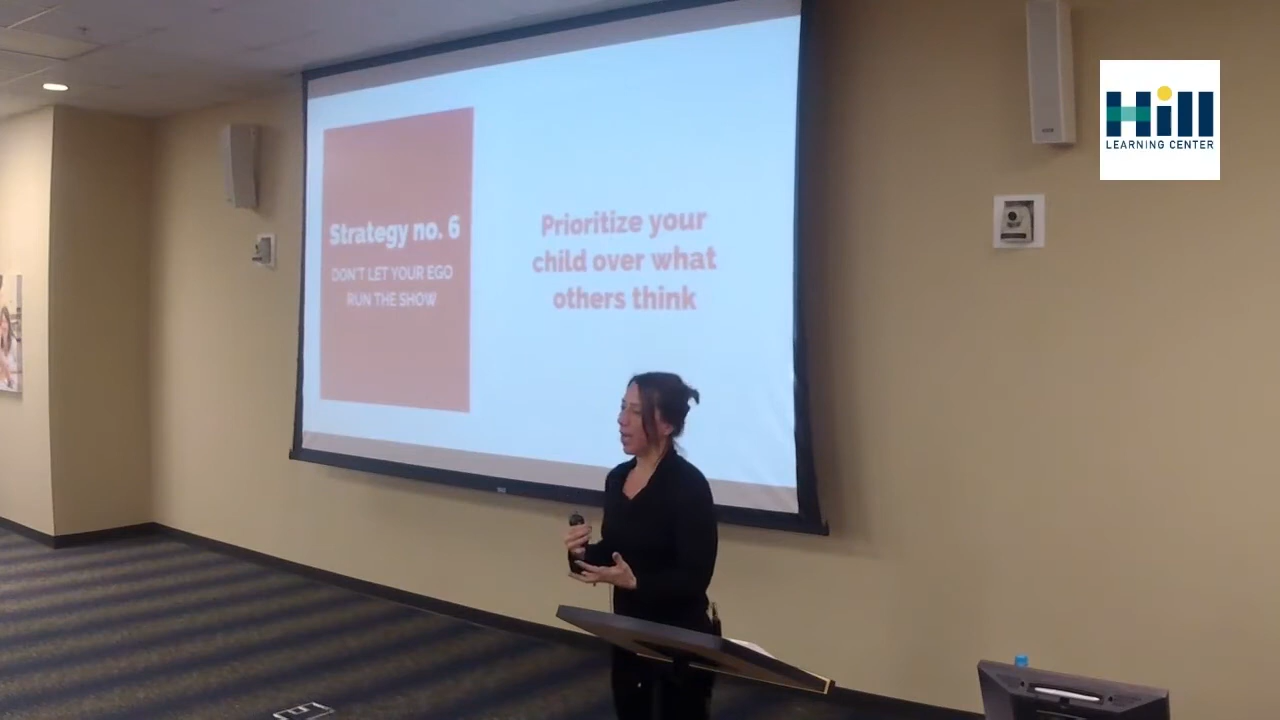 Strategy no. 6
DON'T LET YOUR EGO
RUN THE SHOW
Prioritize your
child over what
others think
Hill
LEARNING CENTER